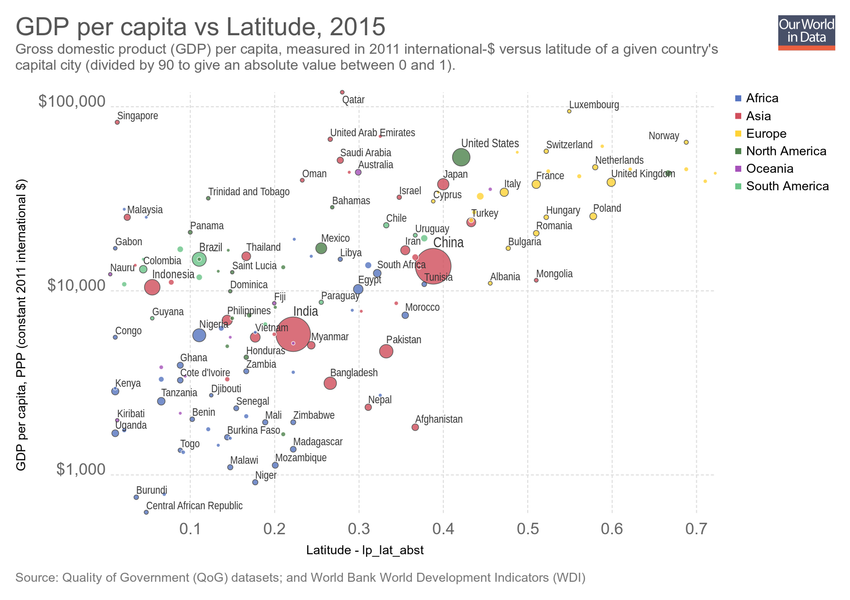 GDP per capita vs Latitude, 2015
Our World
in Data
Gross domestic product (GDP) per capita, measured in 2011 international-$ versus latitude of a given country's
capital city (divided by 90 to give an absolute value between 0 and 1).
$100,000
$10,000
$1,000
GDP per capita, PPP (constant 2011 international $)
Africa
Asia
Europe
North America
Oceania
South America
Qatar
Luxembourg
Singapore
United Arab Emirates
Norway
United States
Switzerland
Saudi Arabia
Netherlands
Australia
Oman
Japan
France
United Kingdom
Italy
Trinidad and Tobago
Israel
Cyprus
Bahamas
Malaysia
Turkey
Hungary
Poland
Chile
Panama
Uruguay
Romania
Gabon
Brazil
Thailand
Mexico
Libya
Iran
China
Bulgaria
Colombia
Nauru
Saint Lucia
South Africa
Indonesia
Egypt
Tunisia
Albania
Mongolia
Dominica
Fiji
Paraguay
Guyana
Philippines
India
Morocco
Congo
Nigeria
Vietnam
Myanmar
Pakistan
Ghana
Honduras
Zambia
Cote d'Ivoire
Bangladesh
Kenya
Tanzania
Djibouti
Senegal
Nepal
Kiribati
Uganda
Benin
Mali
Zimbabwe
Afghanistan
Burkina Faso
Togo
Madagascar
Malawi
Mozambique
Niger
Burundi
Central African Republic
0.1
0.2
0.3
0.4
0.5
0.6
0.7
Latitude - lp_lat_abst
Source: Quality of Government (QoG) datasets; and World Bank World Development Indicators (WDI)